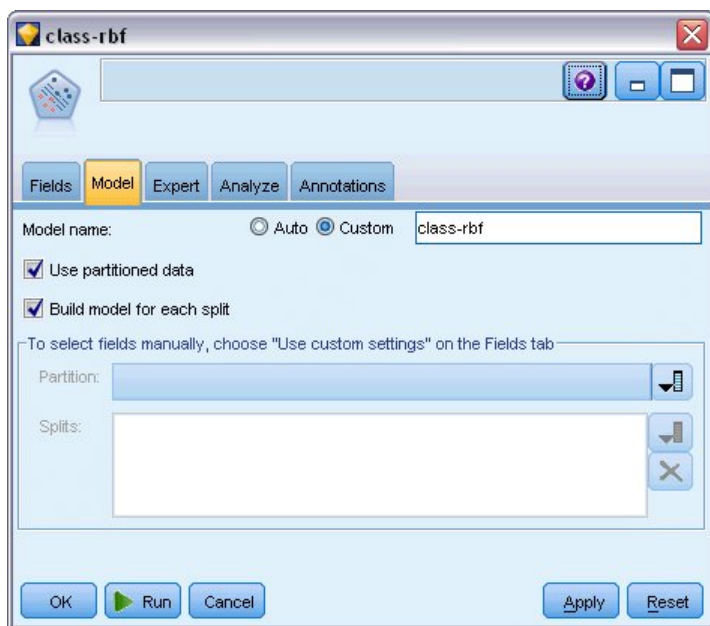 class-rbf
Fields Model Expert Analyze Annotations
Model name: Auto Custom class-rbf
Use partitioned data
Build model for each split
To select fields manually, choose "Use custom settings" on the Fields tab
Partition:
Splits:
OK Run Cancel Apply Reset